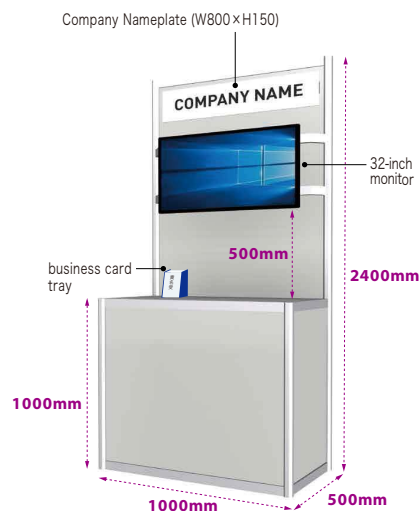 Company Nameplate (W800×H150)
COMPANY NAME
32-inch
monitor
500mm
2400mm
business card
tray
1000mm
1000mm
500mm